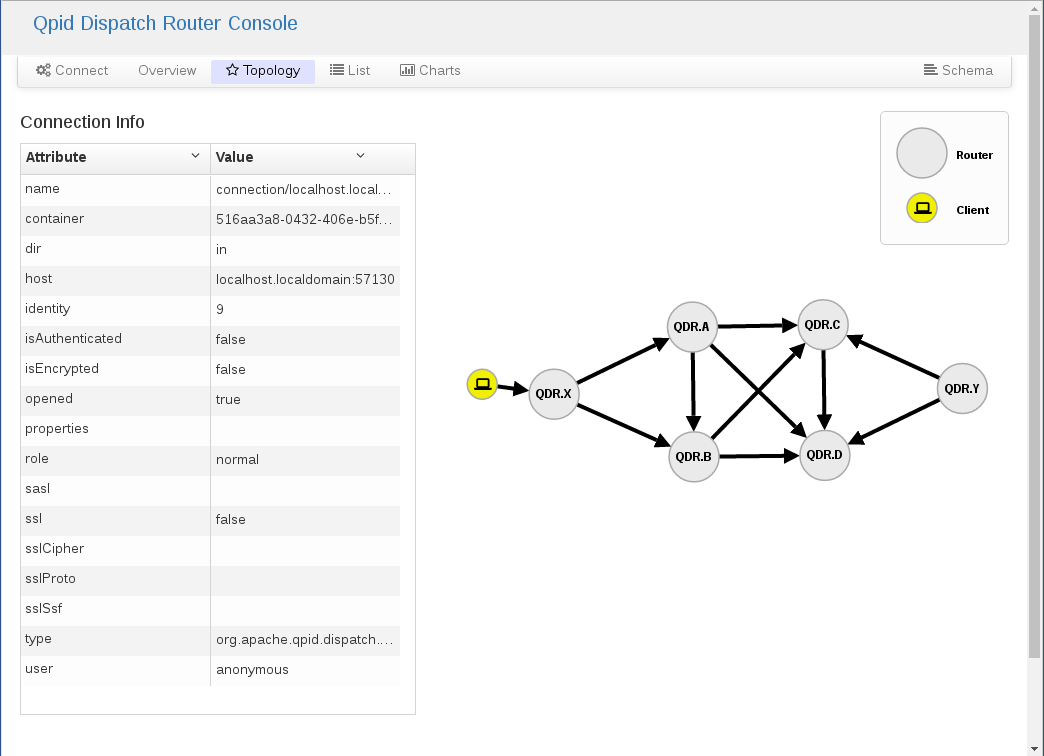 Qpid Dispatch Router Console
Connect Overview Topology List Charts Schema
Connection Info
Attribute Value
name connection/localhost.local...
container 516aa3a8-0432-406e-b5f...
dir in
host localhost.localdomain:57130
identity 9
isAuthenticated false
isEncrypted false
opened true
properties
role normal
sasl
ssl false
sslCipher
sslProto
sslSsf
type org.apache.qpid.dispatch....
user anonymous
Router
Client
QDR.A
QDR.C
QDR.X
QDR.Y
QDR.B
QDR.D